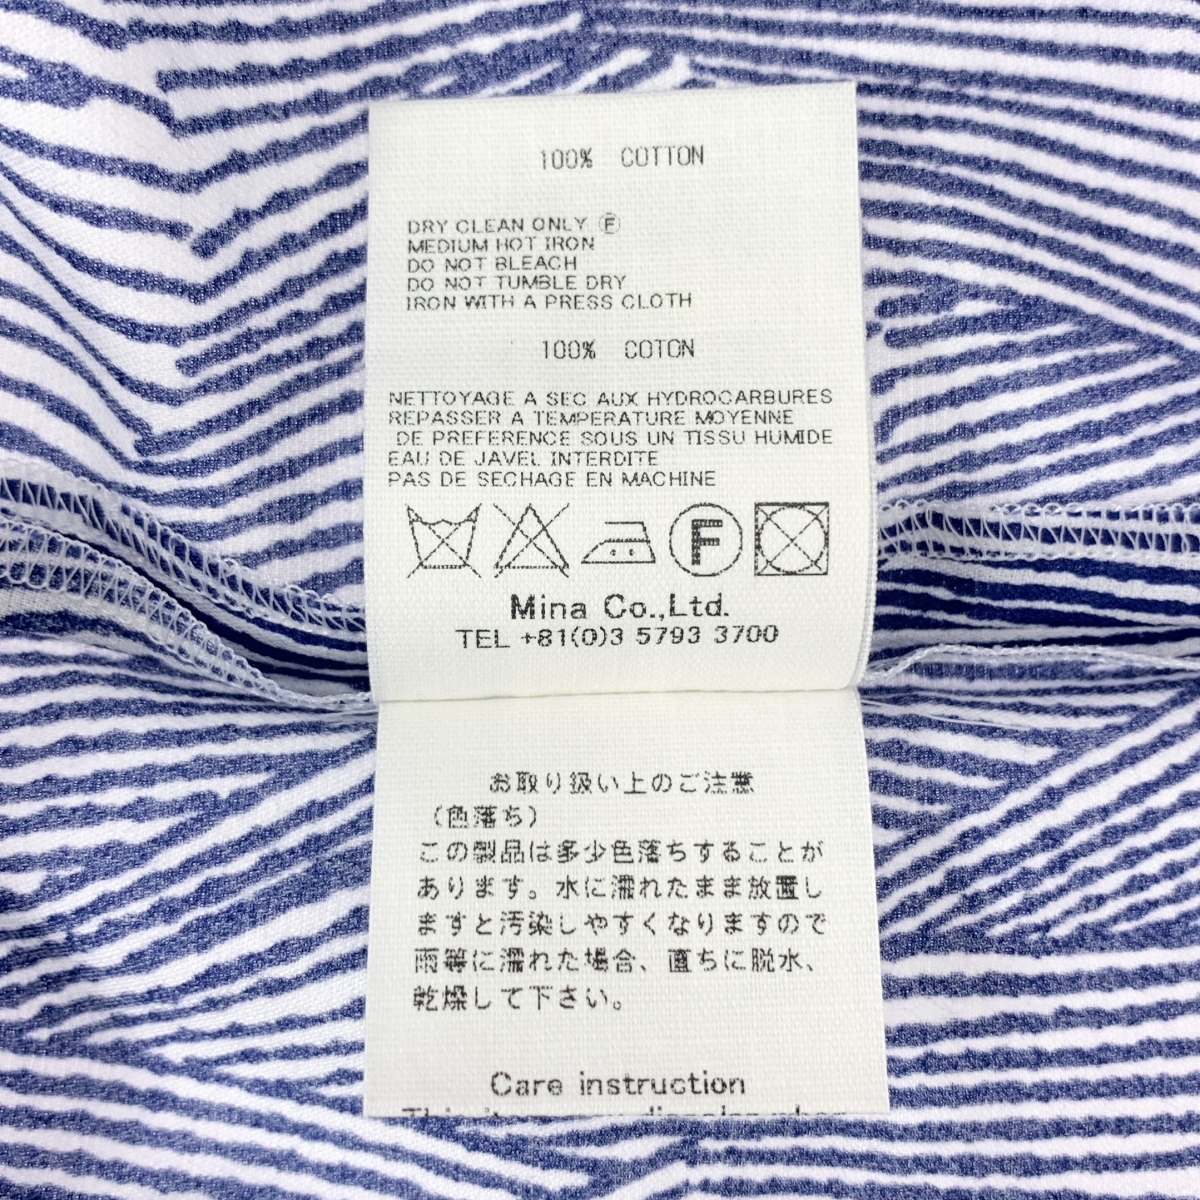 100% COTTON
DRY CLEAN ONLY Ⓕ
MEDIUM HOT IRON
DO NOT BLEACH
DO NOT TUMBLE DRY
IRON WITH A PRESS CLOTH
100% COTON
NETTOYAGE A SEC AUX HYDROCARBURES
REPASSER A TEMPERATURE MOYENNE
DE PREFERENCE SOUS UN TISSU HUMIDE
EAU DE JAVEL INTERDITE
PAS DE SECHAGE EN MACHINE
F
Mina Co.,Ltd.
TEL +81(0)3 5793 3700
お取り扱い上のご注意
(色落ち)
この製品は多少色落ちすることが
あります。水に濡れたまま放置し
ますと汚染しやすくなりますので
雨等に濡れた場合、直ちに脱水、
乾燥して下さい。
Care instruction